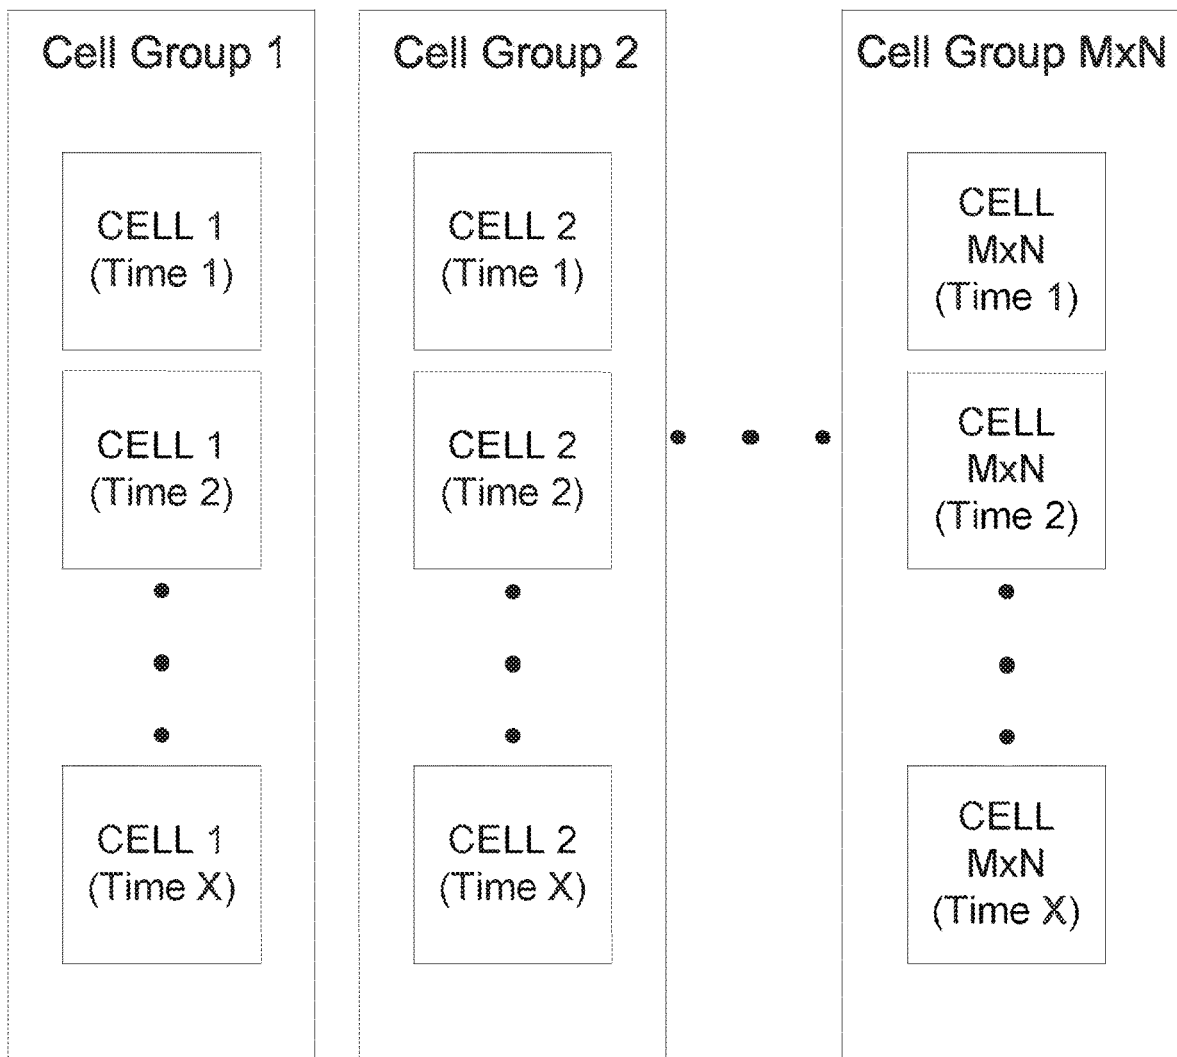 Cell Group 1
CELL 1
(Time 1)
CELL 1
(Time 2)
CELL 1
(Time X)
Cell Group 2
CELL 2
(Time 1)
CELL 2
(Time 2)
CELL 2
(Time X)
Cell Group MxN
CELL
MxN
(Time 1)
CELL
MxN
(Time 2)
CELL
MxN
(Time X)